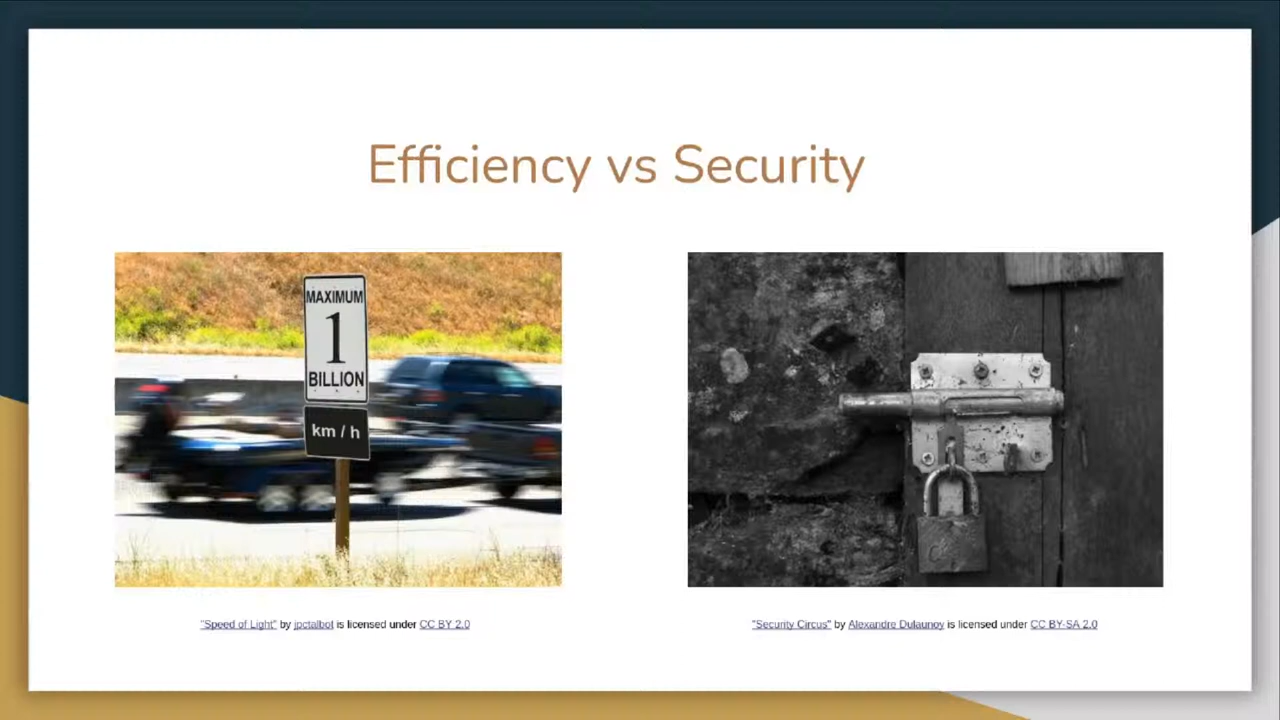 Efficiency vs Security
MAXIMUM
1
BILLION
km / h
"Speed of Light" by jpctalbot is licensed under CC BY 2.0
"Security Circus" by Alexandre Dulaunoy is licensed under CC BY-SA 2.0